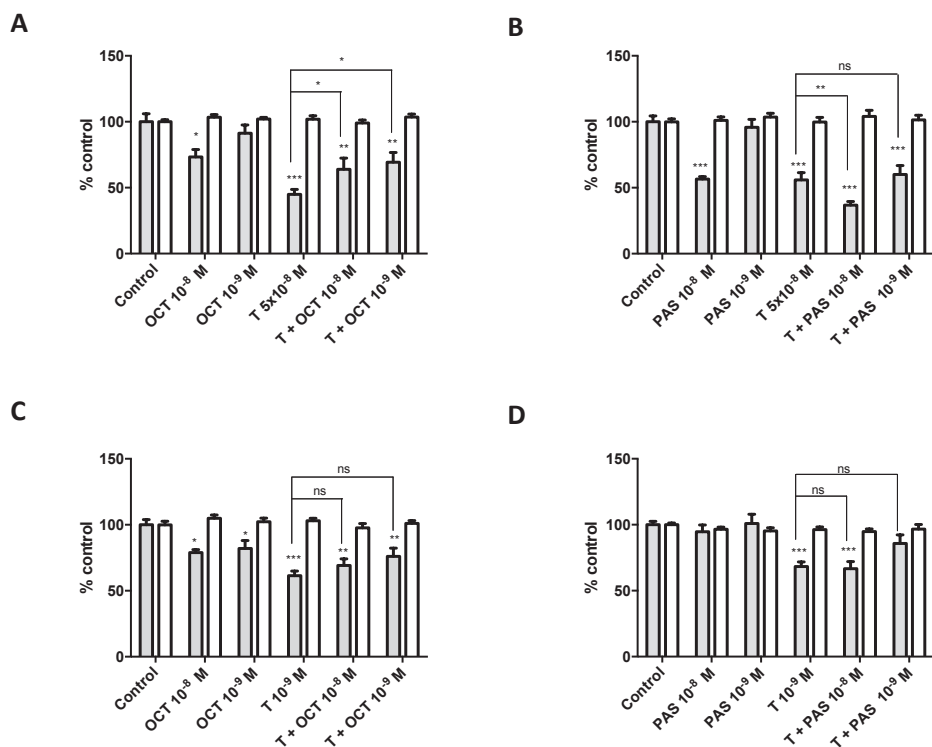 A
% control
150
100
50
0
*
*
*
***
**
**
Control
OCT 10⁻⁸ M
OCT 10⁻⁹ M
T 5x10⁻⁸ M
T + OCT 10⁻⁸ M
T + OCT 10⁻⁹ M
B
% control
150
100
50
0
ns
**
***
***
***
***
Control
PAS 10⁻⁸ M
PAS 10⁻⁹ M
T 5x10⁻⁸ M
T + PAS 10⁻⁸ M
T + PAS 10⁻⁹ M
C
% control
150
100
50
0
ns
ns
*
*
***
**
**
Control
OCT 10⁻⁸ M
OCT 10⁻⁹ M
T 10⁻⁹ M
T + OCT 10⁻⁸ M
T + OCT 10⁻⁹ M
D
% control
150
100
50
0
ns
ns
***
***
Control
PAS 10⁻⁸ M
PAS 10⁻⁹ M
T 10⁻⁹ M
T + PAS 10⁻⁸ M
T + PAS 10⁻⁹ M